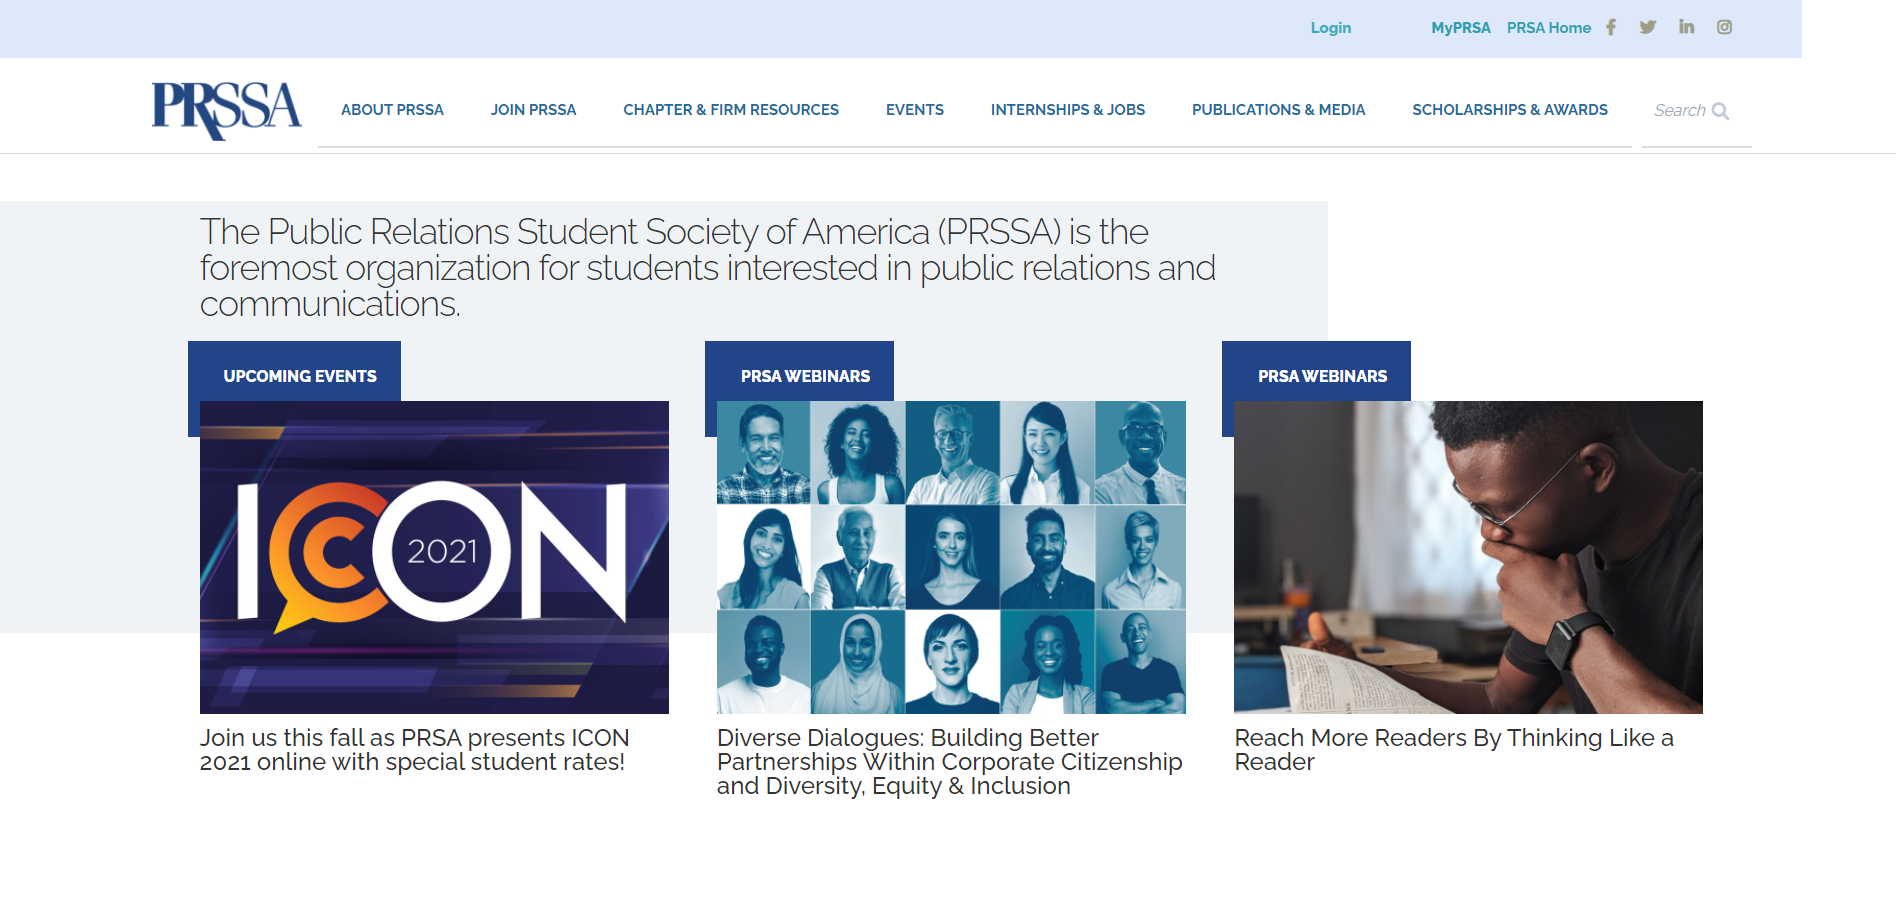 Login
MyPRSA
PRSA Home
PRSSA
ABOUT PRSSA
JOIN PRSSA
CHAPTER & FIRM RESOURCES
EVENTS
INTERNSHIPS & JOBS
PUBLICATIONS & MEDIA
SCHOLARSHIPS & AWARDS
Search
The Public Relations Student Society of America (PRSSA) is the
foremost organization for students interested in public relations and
communications.
UPCOMING EVENTS
ICON
2021
Join us this fall as PRSA presents ICON
2021 online with special student rates!
PRSA WEBINARS
Diverse Dialogues: Building Better
Partnerships Within Corporate Citizenship
and Diversity, Equity & Inclusion
PRSA WEBINARS
Reach More Readers By Thinking Like a
Reader